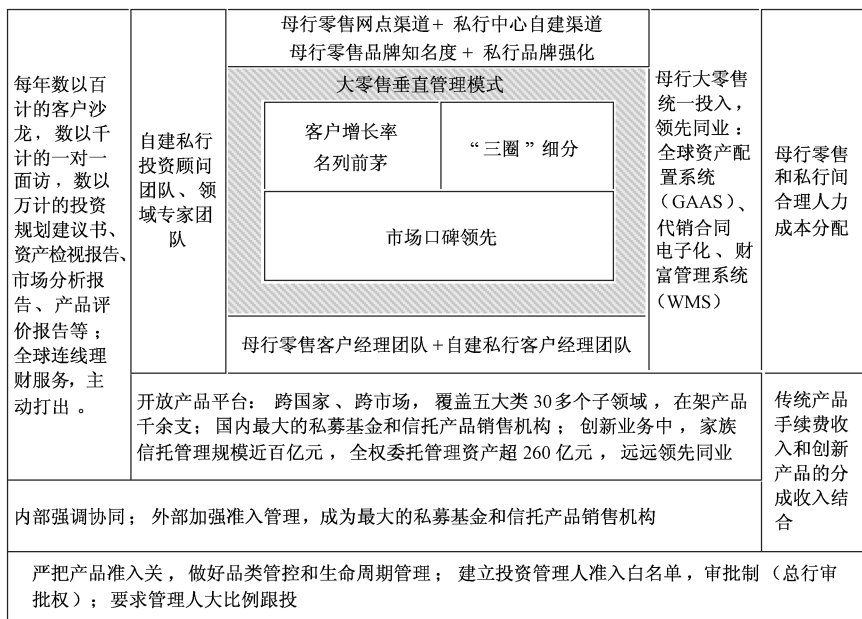 母行零售网点渠道+ 私行中心自建渠道
母行零售品牌知名度 + 私行品牌强化
每年数以百
计的客户沙
龙，数以千
计的一对一
面访，数以
万计的投资
规划建议书、
资产检视报告、
市场分析报
告、产品评
价报告等；
全球连线理
财服务，主
动打出。
自建私行
投资顾问
团队、领
域专家团
队
大零售垂直管理模式
客户增长率
名列前茅
“三圈”细分
市场口碑领先
母行零售客户经理团队+自建私行客户经理团队
母行大零售
统一投入，
领先同业：
全球资产配
置系统
（GAAS）、
代销合同
电子化、财
富管理系统
（WMS）
母行零售
和私行间
合理人力
成本分配
开放产品平台： 跨国家、跨市场，覆盖五大类 30多个子领域，在架产品
千余支；国内最大的私募基金和信托产品销售机构；创新业务中，家族
信托管理规模近百亿元，全权委托管理资产超 260 亿元，远远领先同业
传统产品
手续费收
入和创新
产品的分
成收入结
合
内部强调协同；外部加强准入管理，成为最大的私募基金和信托产品销售机构
严把产品准入关，做好品类管控和生命周期管理；建立投资管理人准入白名单，审批制（总行审
批权）；要求管理人大比例跟投